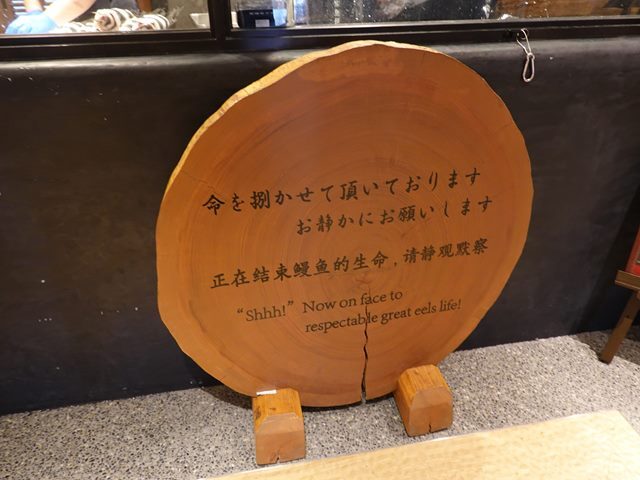 命を捌かせて頂いております
お静かにお願いします
正在结束鳗鱼的生命，请静观默察
“Shhh!” Now on face to
respectable great eels life!